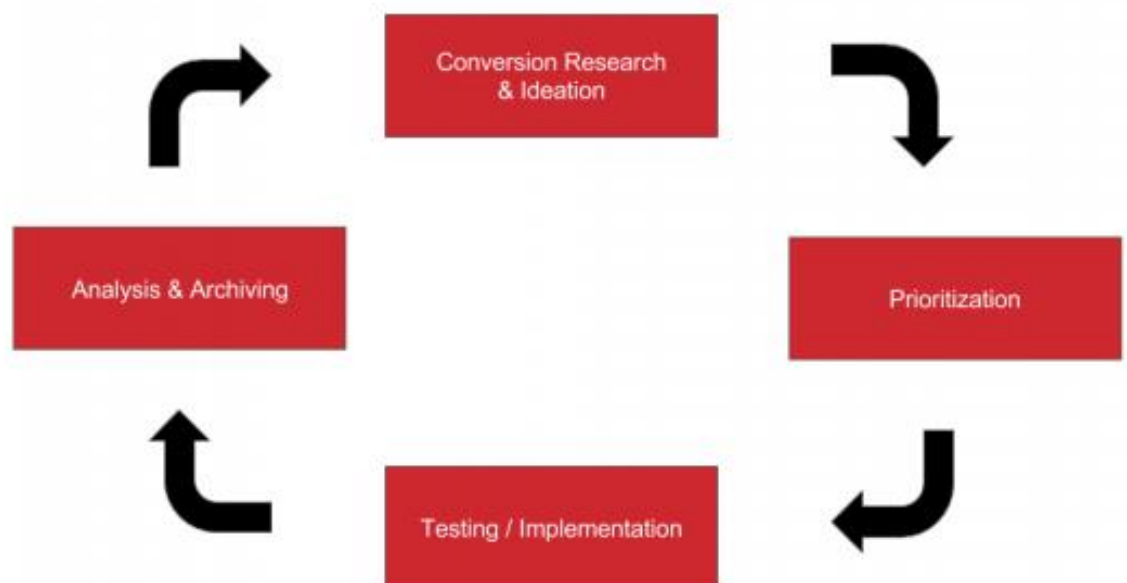 Conversion Research
& Ideation
Analysis & Archiving
Prioritization
Testing / Implementation